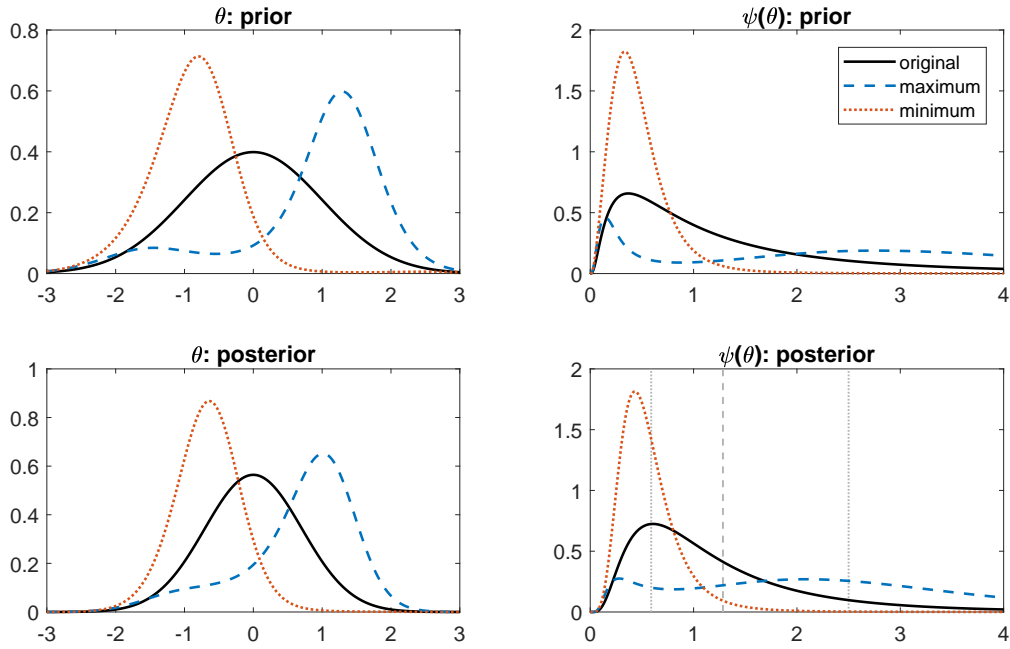 θ: prior
0.8
0.6
0.4
0.2
0
-3 -2 -1 0 1 2 3
ψ(θ): prior
2
1.5
1
0.5
0
0 1 2 3 4
original
maximum
minimum
θ: posterior
1
0.8
0.6
0.4
0.2
0
-3 -2 -1 0 1 2 3
ψ(θ): posterior
2
1.5
1
0.5
0
0 1 2 3 4